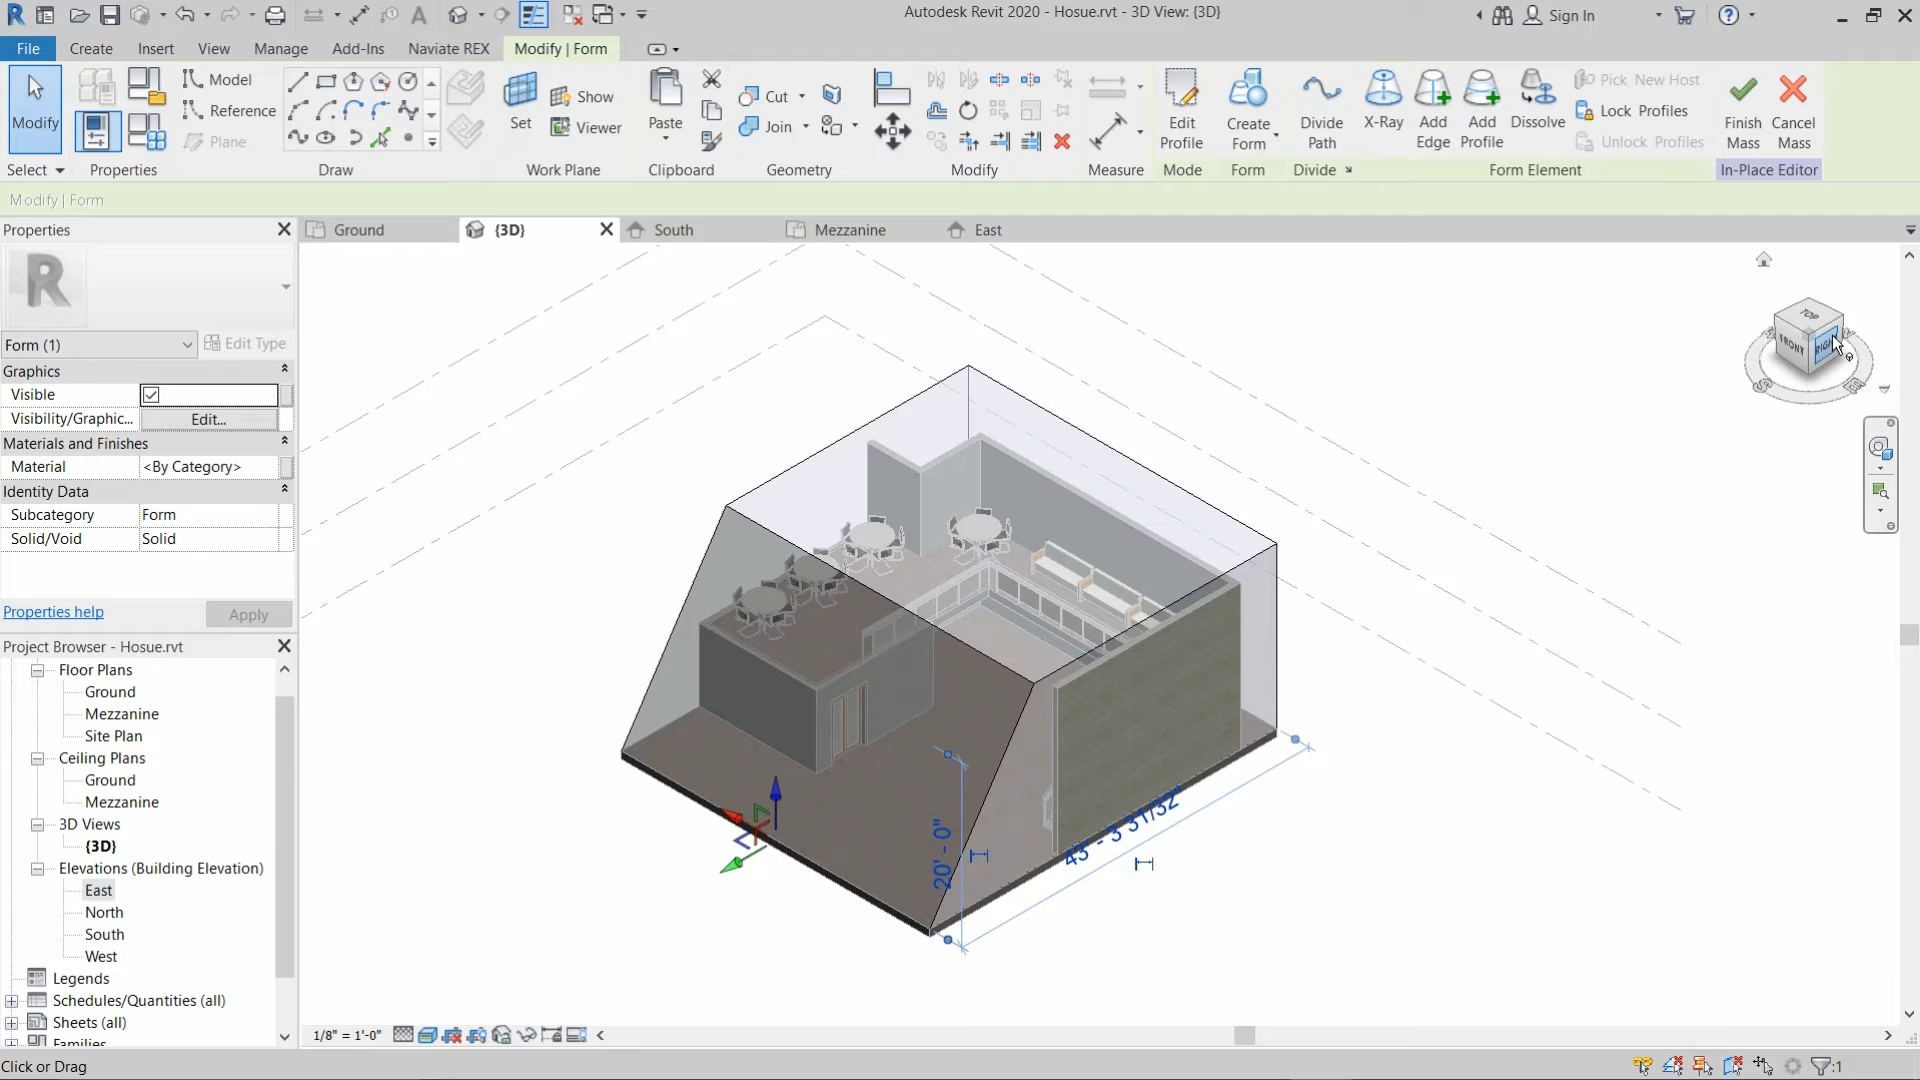 Autodesk Revit 2020 - Hosue.rvt - 3D View: {3D}
Sign In
File
Create
Insert
View
Manage
Add-Ins
Naviate REX
Modify | Form
Modify
Model
Reference
Plane
Set
Show
Viewer
Paste
Cut
Join
Edit
Profile
Create
Form
Divide
Path
X-Ray
Add
Edge
Add
Profile
Dissolve
Pick New Host
Lock Profiles
Unlock Profiles
Finish
Mass
Cancel
Mass
Select
Properties
Draw
Work Plane
Clipboard
Geometry
Modify
Measure
Mode
Form
Divide
Form Element
In-Place Editor
Modify | Form
Properties
Form (1)
Edit Type
Graphics
Visible
Visibility/Graphic...
Edit...
Materials and Finishes
Material
<By Category>
Identity Data
Subcategory
Form
Solid/Void
Solid
Properties help
Apply
Project Browser - Hosue.rvt
Floor Plans
Ground
Mezzanine
Site Plan
Ceiling Plans
Ground
Mezzanine
3D Views
{3D}
Elevations (Building Elevation)
East
North
South
West
Legends
Schedules/Quantities (all)
Sheets (all)
Families
Ground
{3D}
South
Mezzanine
East
TOP
FRONT
20' - 0"
43' - 3 31/32"
1/8" = 1'-0"
Click or Drag
:1